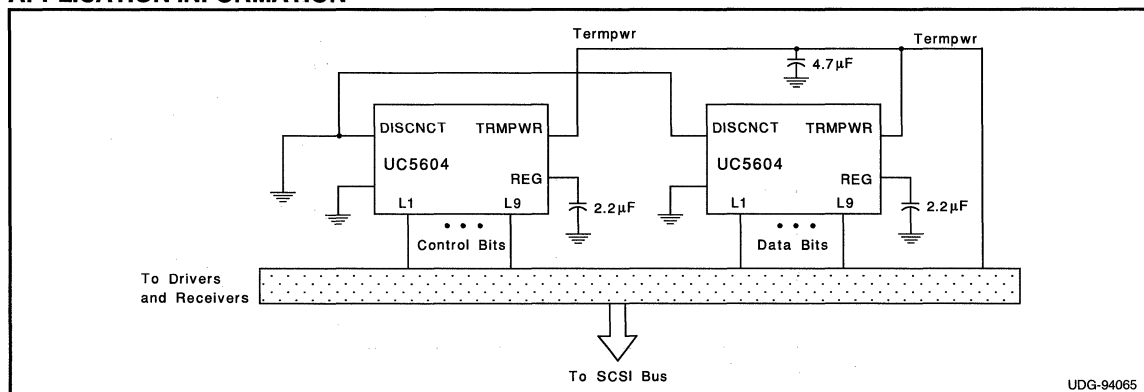 APPLICATION INFORMATION
Termpwr
Termpwr
4.7µF
DISCNCT TRMPWR
UC5604
REG
L1 L9
2.2µF
Control Bits
DISCNCT TRMPWR
UC5604
REG
L1 L9
2.2µF
Data Bits
To Drivers
and Receivers
To SCSI Bus
UDG-94065